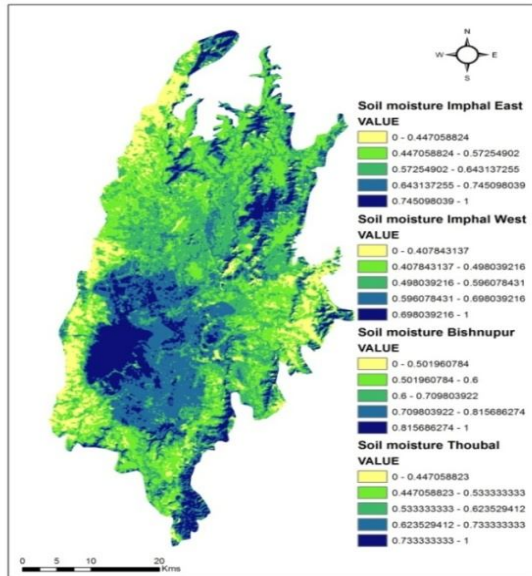 N
W E
S
Soil moisture Imphal East
VALUE
0 - 0.447058824
0.447058824 - 0.57254902
0.57254902 - 0.643137255
0.643137255 - 0.745098039
0.745098039 - 1
Soil moisture Imphal West
VALUE
0 - 0.407843137
0.407843137 - 0.498039216
0.498039216 - 0.596078431
0.596078431 - 0.698039216
0.698039216 - 1
Soil moisture Bishnupur
VALUE
0 - 0.501960784
0.501960784 - 0.6
0.6 - 0.709803922
0.709803922 - 0.815686274
0.815686274 - 1
Soil moisture Thoubal
VALUE
0 - 0.447058823
0.447058823 - 0.533333333
0.533333333 - 0.623529412
0.623529412 - 0.733333333
0.733333333 - 1
0 5 10 20
Kms